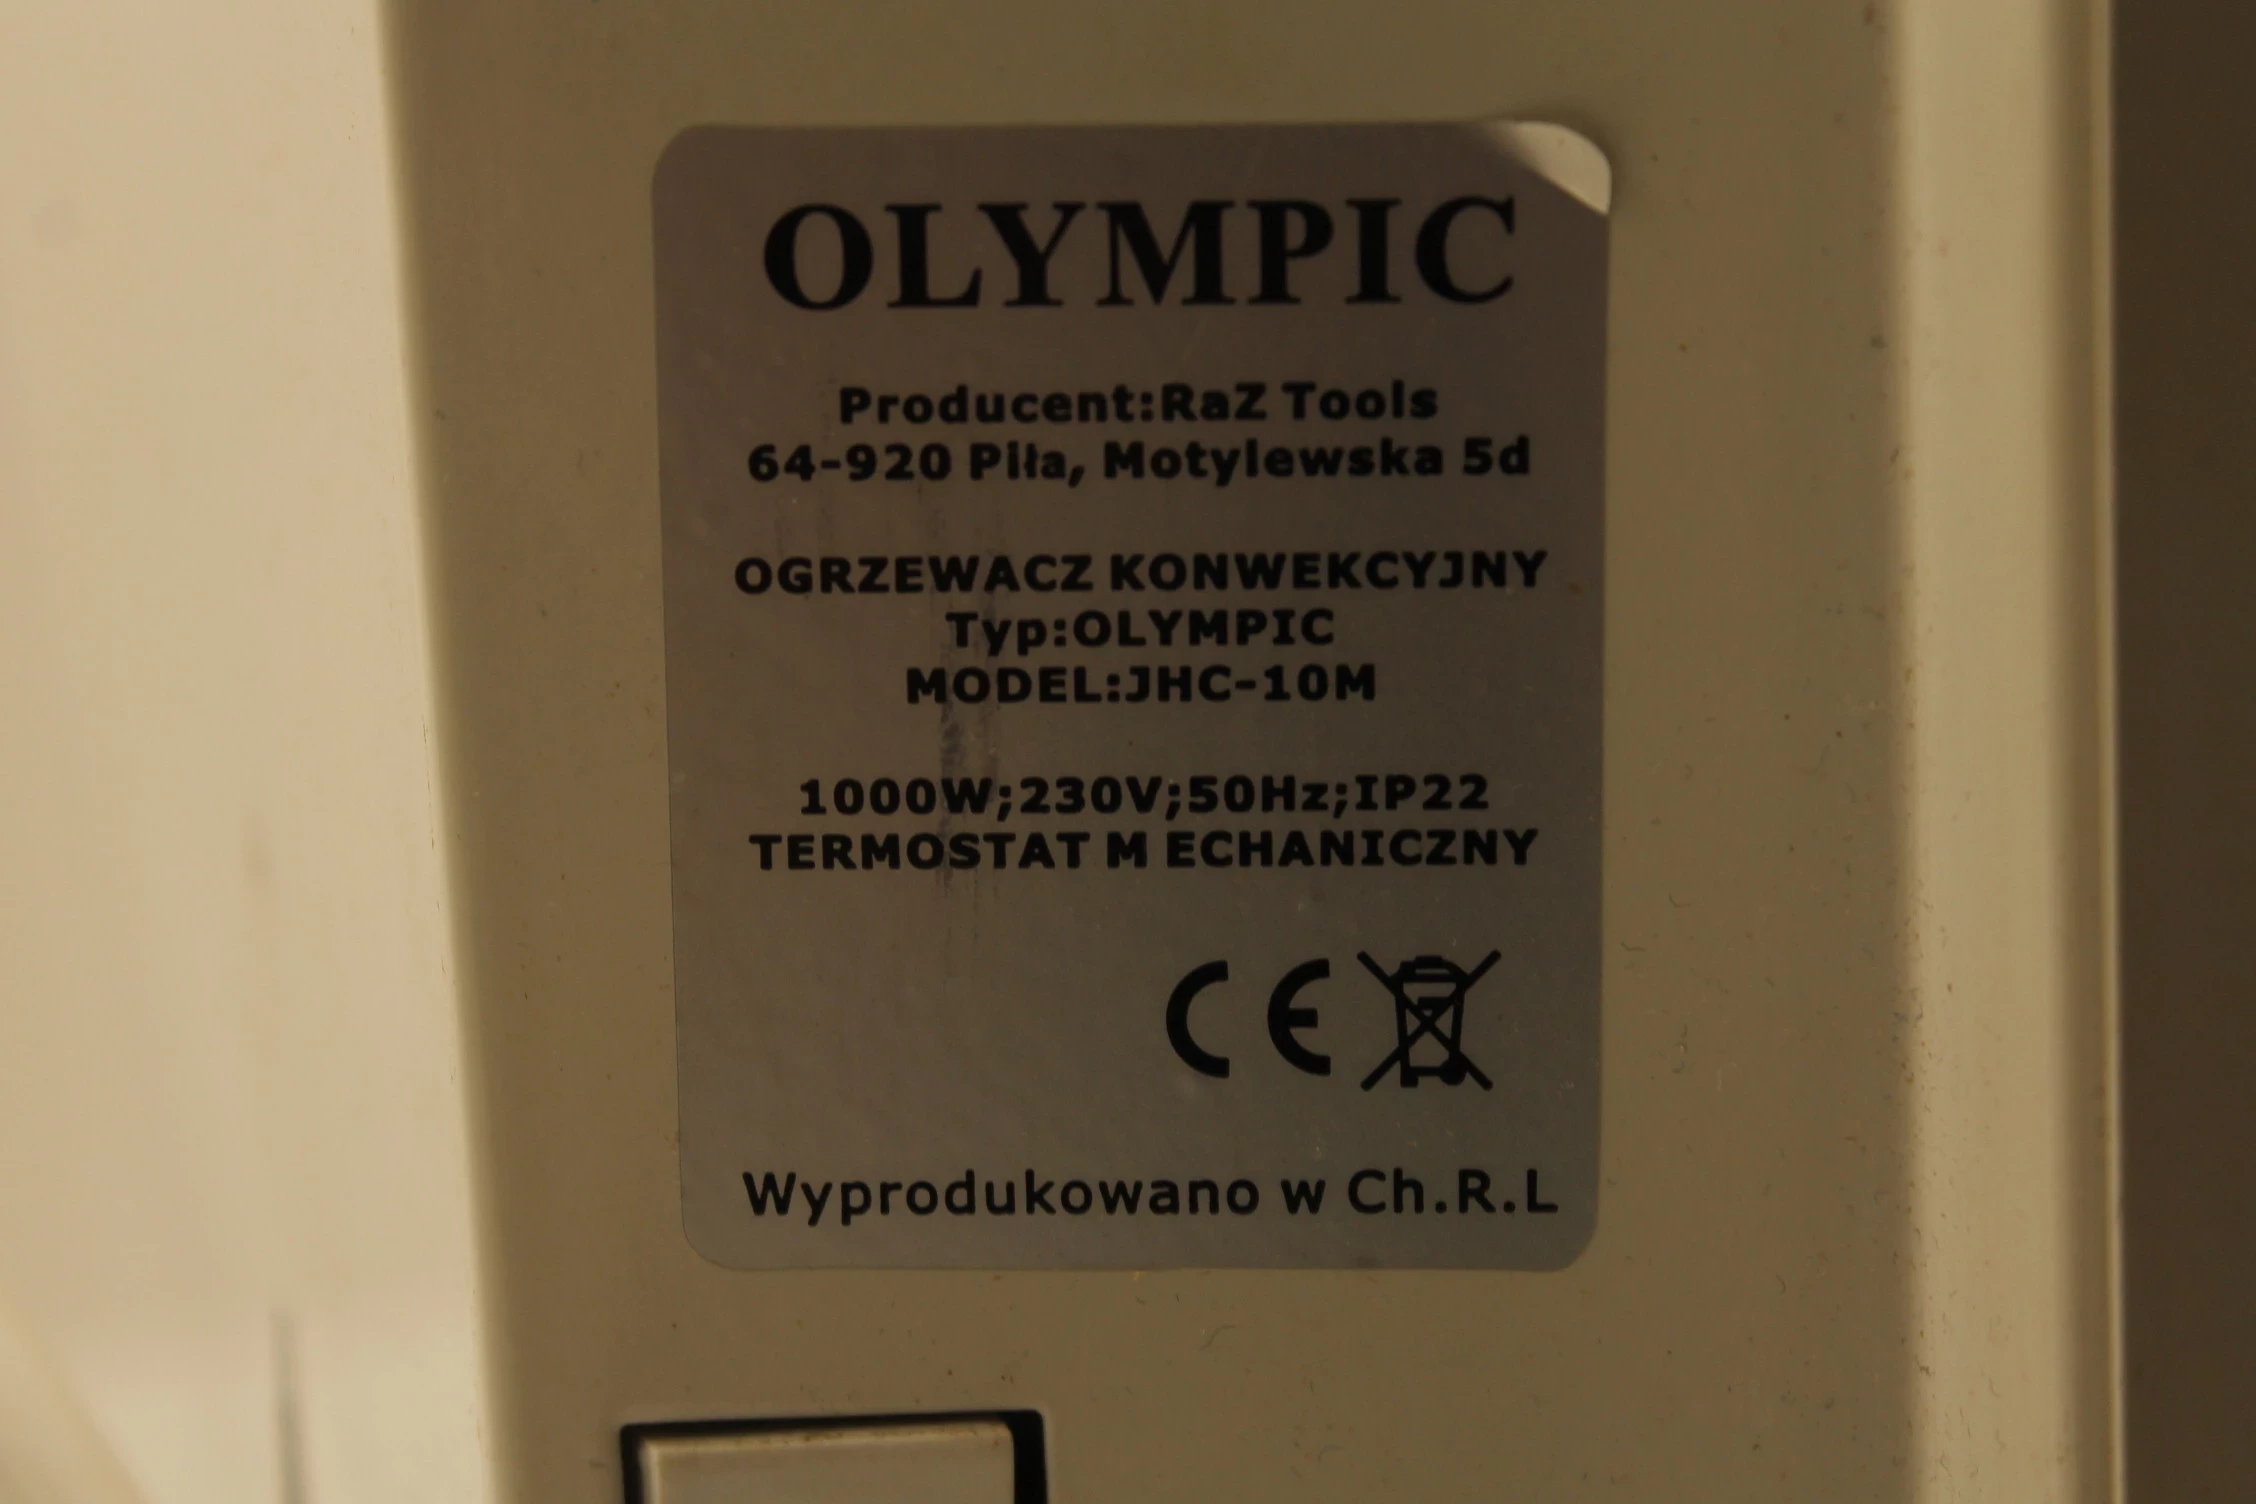 OLYMPIC
Producent:RaZ Tools
64-920 Piła, Motylewska 5d
OGRZEWACZ KONWEKCYJNY
Typ:OLYMPIC
MODEL:JHC-10M
1000W;230V;50Hz;IP22
TERMOSTAT M ECHANICZNY
CE
Wyprodukowano w Ch.R.L